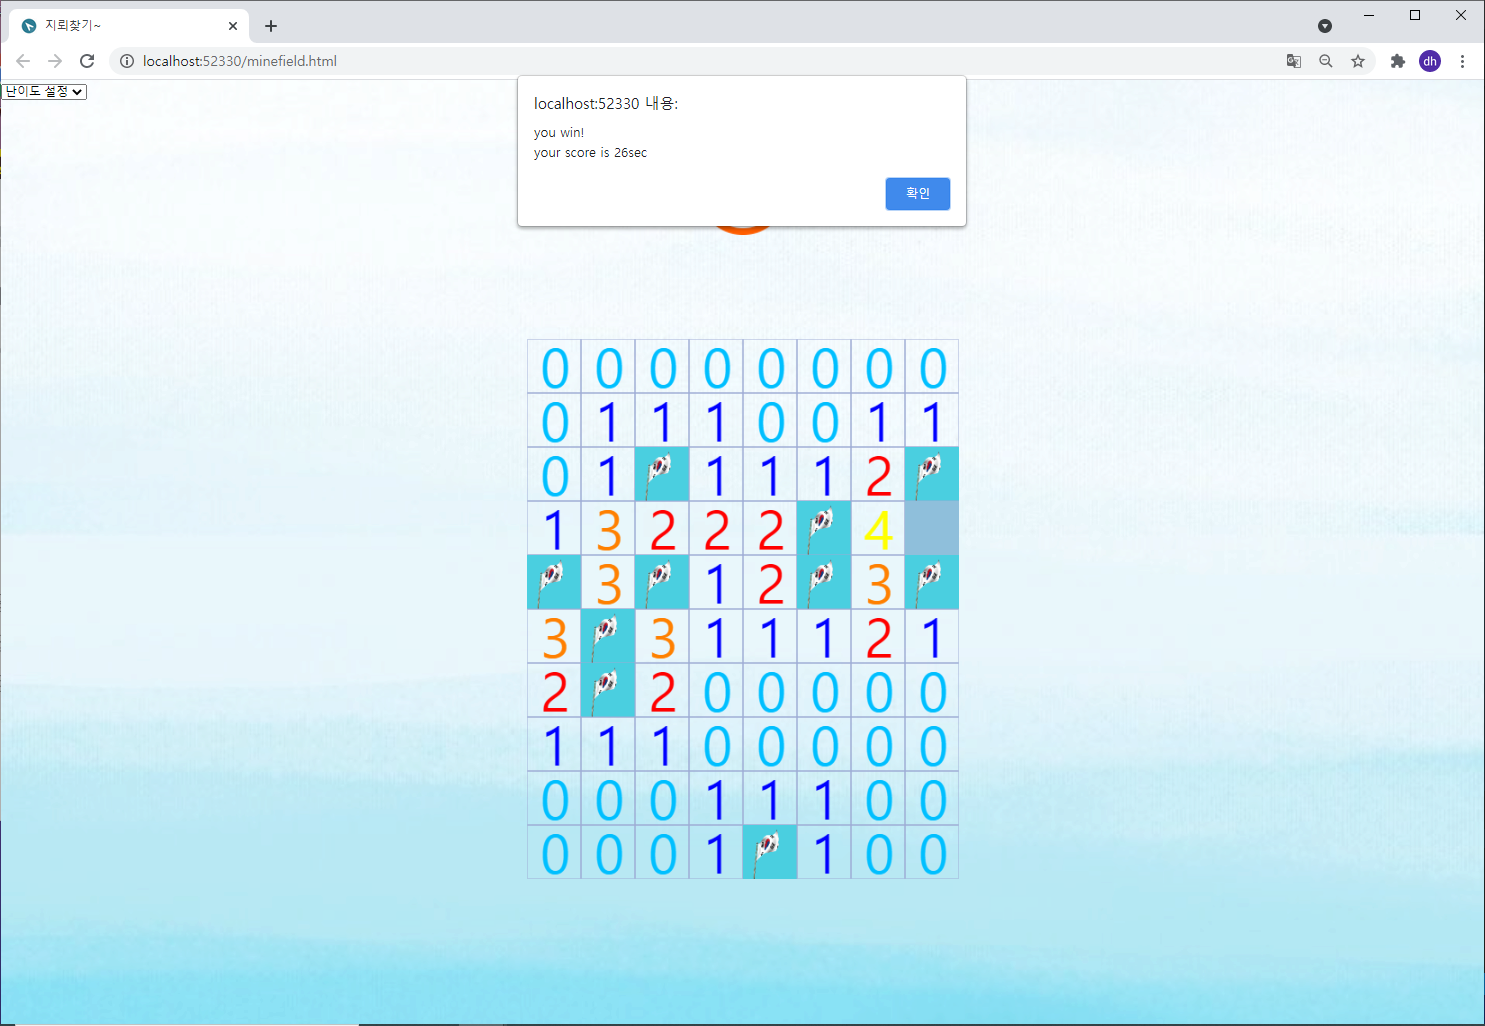 지뢰찾기~
localhost:52330/minefield.html
dh
난이도 설정
localhost:52330 내용:
you win!
your score is 26sec
확인
0 0 0 0 0 0 0 0
0 1 1 1 0 0 1 1
0 1 1 1 1 2
1 3 2 2 2 4
3 1 2 3
3 3 1 1 1 2 1
2 2 0 0 0 0 0
1 1 1 0 0 0 0 0
0 0 0 1 1 1 0 0
0 0 0 1 1 0 0